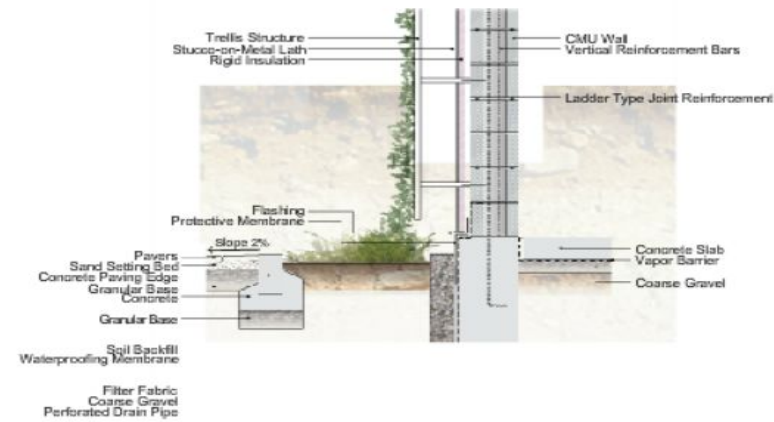 Trellis Structure
Stucco-on-Metal Lath
Rigid Insulation
CMU Wall
Vertical Reinforcement Bars
Ladder Type Joint Reinforcement
Flashing
Protective Membrane
Slope 2%
Pavers
Sand Setting Bed
Concrete Paving Edge
Granular Base
Concrete
Granular Base
Concrete Slab
Vapor Barrier
Coarse Gravel
Soil Backfill
Waterproofing Membrane
Filter Fabric
Coarse Gravel
Perforated Drain Pipe